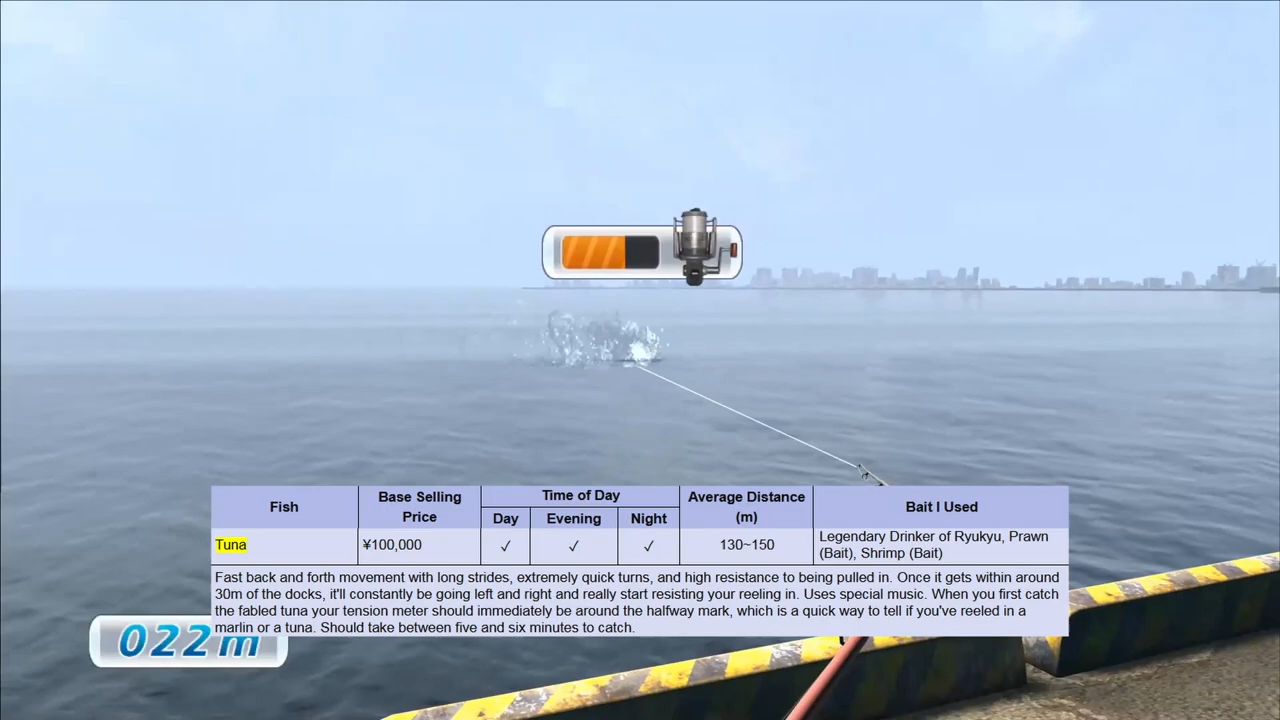 Fish
Base Selling
Price
Time of Day
Day
Evening
Night
Average Distance
(m)
Bait I Used
Tuna
¥100,000
✓
✓
✓
130~150
Legendary Drinker of Ryukyu, Prawn
(Bait), Shrimp (Bait)
Fast back and forth movement with long strides, extremely quick turns, and high resistance to being pulled in. Once it gets within around
30m of the docks, it'll constantly be going left and right and really start resisting your reeling in. Uses special music. When you first catch
the fabled tuna your tension meter should immediately be around the halfway mark, which is a quick way to tell if you've reeled in a
marlin or a tuna. Should take between five and six minutes to catch.
022m